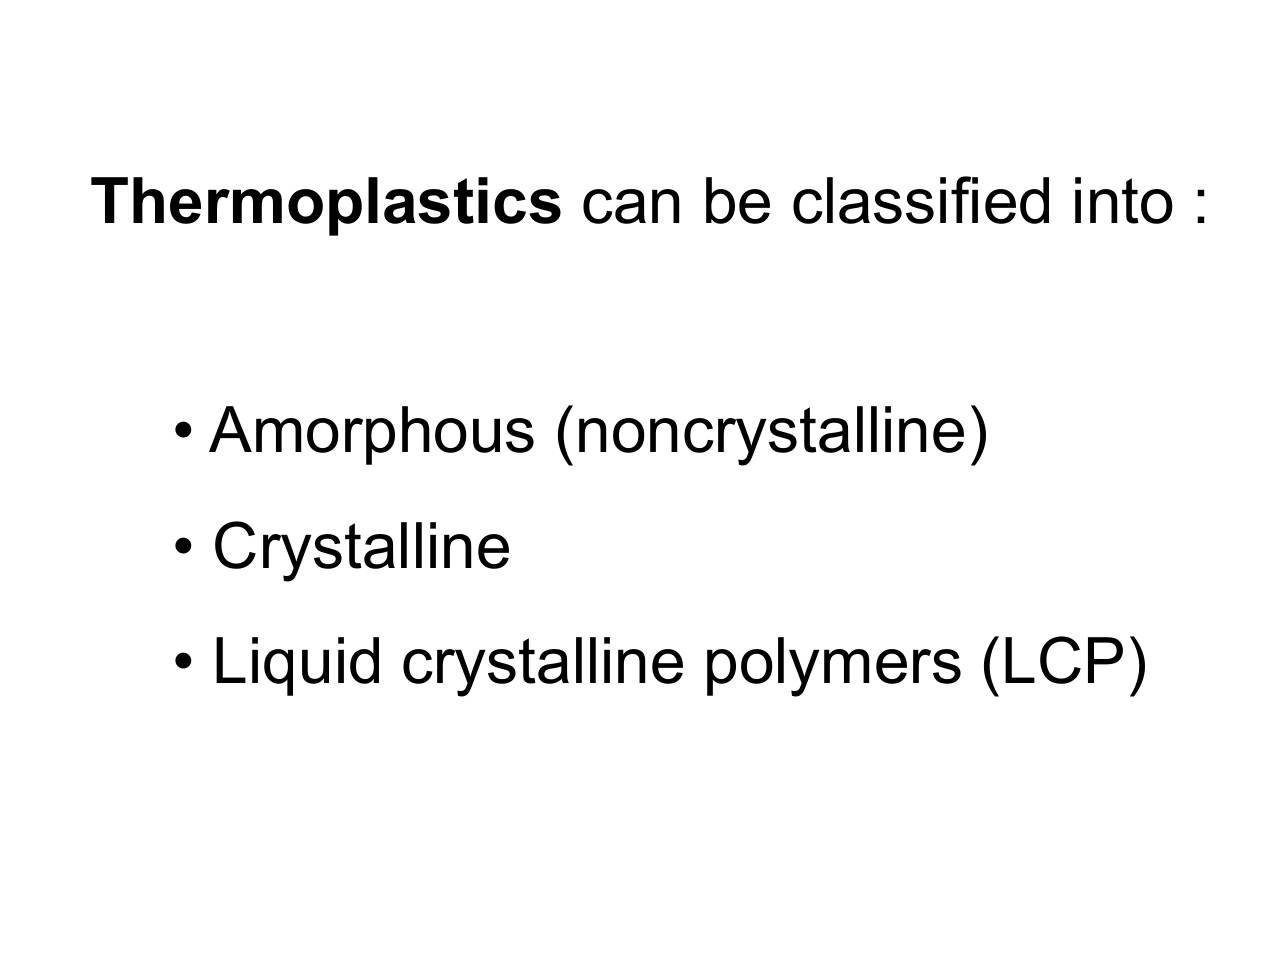 Thermoplastics can be classified into :
• Amorphous (noncrystalline)
• Crystalline
• Liquid crystalline polymers (LCP)